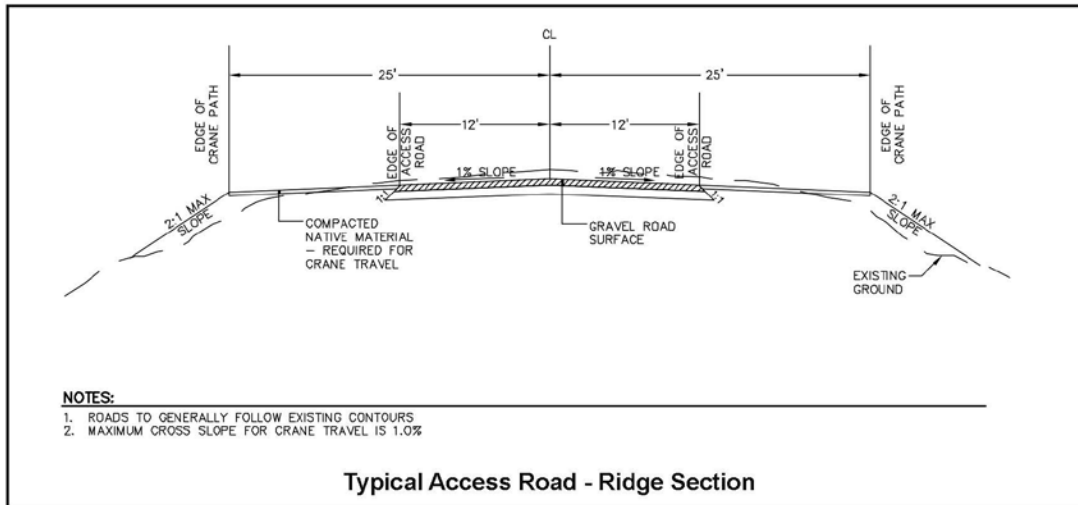 CL
25'
25'
EDGE OF
CRANE PATH
12'
12'
EDGE OF
ACCESS
ROAD
EDGE OF
ACCESS
ROAD
EDGE OF
CRANE PATH
1% SLOPE
1% SLOPE
2:1 MAX
SLOPE
1:1
1:1
2:1 MAX
SLOPE
COMPACTED
NATIVE MATERIAL
– REQUIRED FOR
CRANE TRAVEL
GRAVEL ROAD
SURFACE
EXISTING
GROUND
NOTES:
1. ROADS TO GENERALLY FOLLOW EXISTING CONTOURS
2. MAXIMUM CROSS SLOPE FOR CRANE TRAVEL IS 1.0%
Typical Access Road - Ridge Section